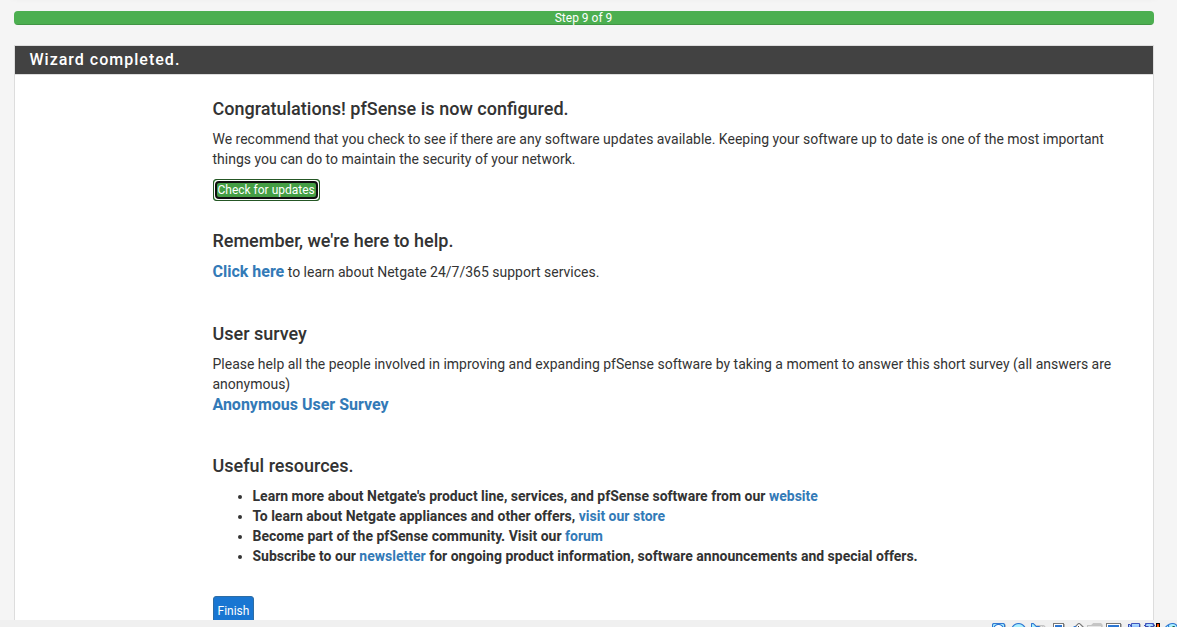 Step 9 of 9
Wizard completed.
Congratulations! pfSense is now configured.
We recommend that you check to see if there are any software updates available. Keeping your software up to date is one of the most important
things you can do to maintain the security of your network.
Check for updates
Remember, we're here to help.
Click here to learn about Netgate 24/7/365 support services.
User survey
Please help all the people involved in improving and expanding pfSense software by taking a moment to answer this short survey (all answers are
anonymous)
Anonymous User Survey
Useful resources.
• Learn more about Netgate's product line, services, and pfSense software from our website
• To learn about Netgate appliances and other offers, visit our store
• Become part of the pfSense community. Visit our forum
• Subscribe to our newsletter for ongoing product information, software announcements and special offers.
Finish